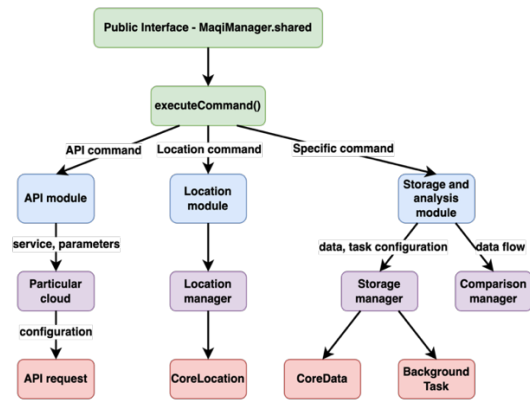 Public Interface - MaqiManager.shared
executeCommand()
API command
Location command
Specific command
API module
Location
module
Storage and
analysis
module
service, parameters
data, task configuration
data flow
Particular
cloud
Location
manager
Storage
manager
Comparison
manager
configuration
API request
CoreLocation
CoreData
Background
Task